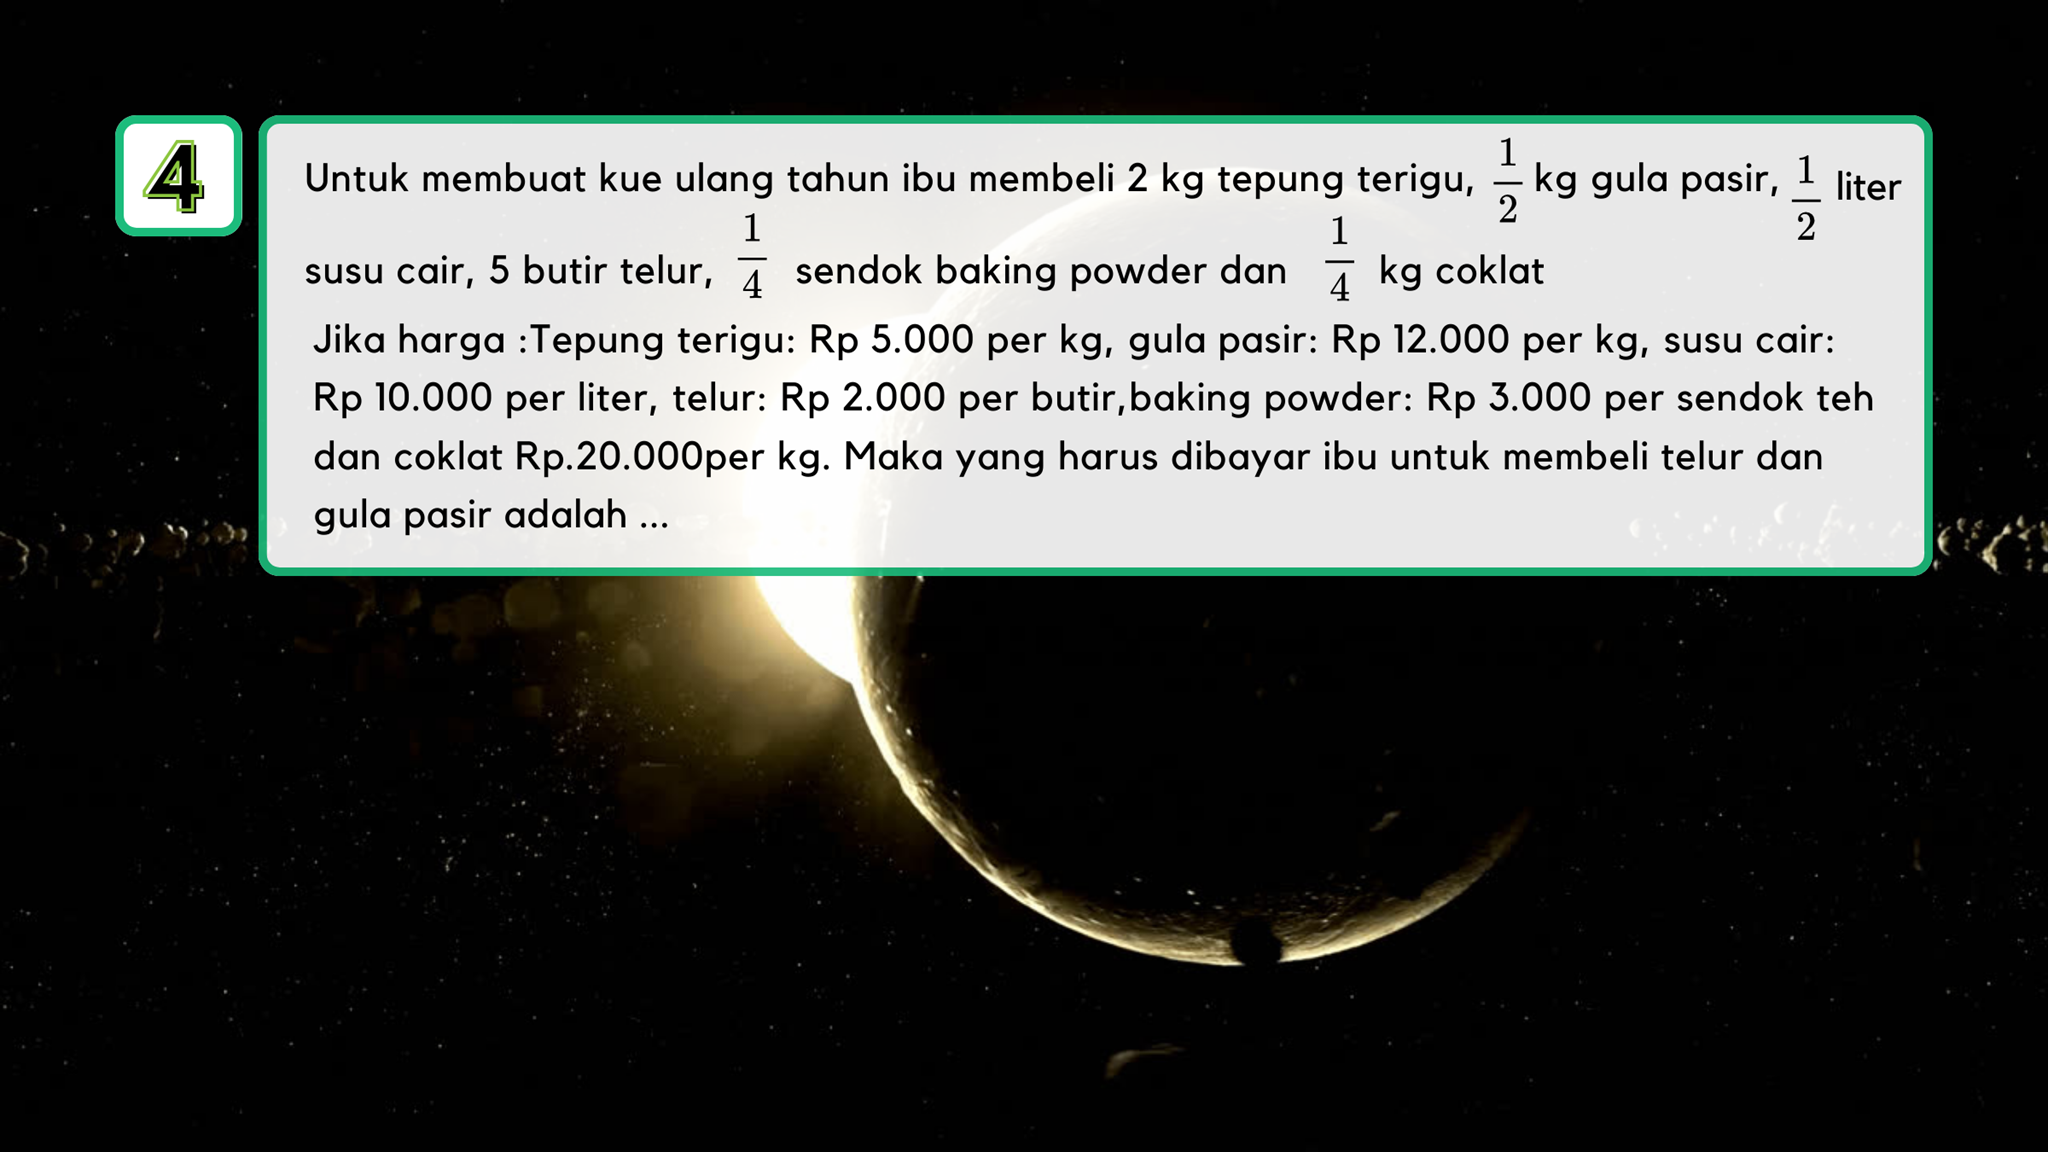 4
Untuk membuat kue ulang tahun ibu membeli 2 kg tepung terigu, 1/2 kg gula pasir, 1/2 liter
susu cair, 5 butir telur, 1/4 sendok baking powder dan 1/4 kg coklat
Jika harga :Tepung terigu: Rp 5.000 per kg, gula pasir: Rp 12.000 per kg, susu cair:
Rp 10.000 per liter, telur: Rp 2.000 per butir,baking powder: Rp 3.000 per sendok teh
dan coklat Rp.20.000per kg. Maka yang harus dibayar ibu untuk membeli telur dan
gula pasir adalah ...